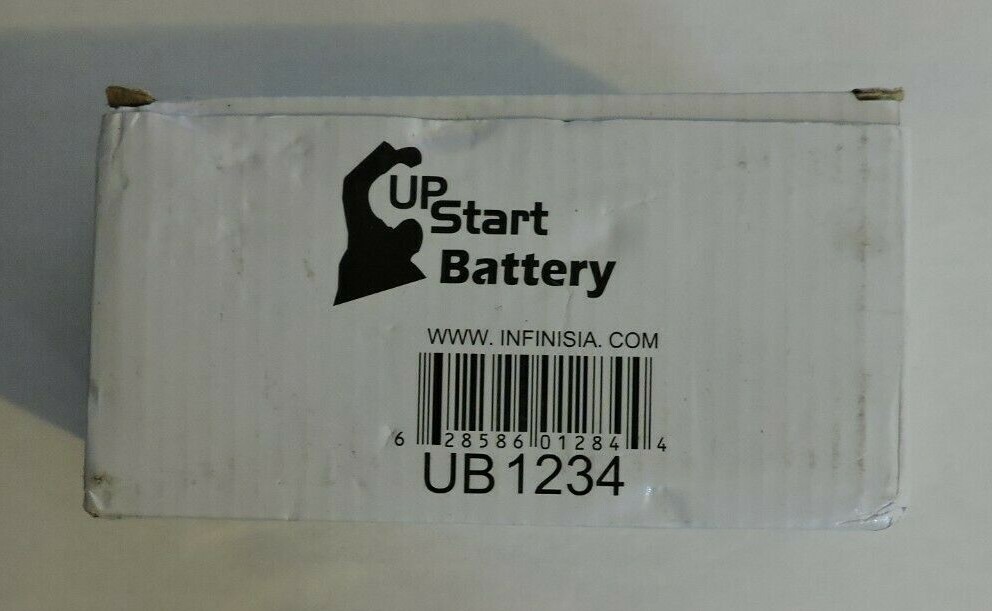 UP
Start
Battery
WWW. INFINISIA. COM
6 28586 01284 4
UB1234